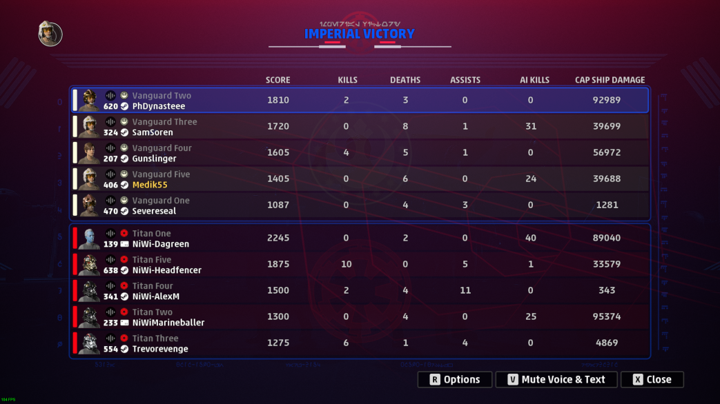 IMPERIAL VICTORY
SCORE KILLS DEATHS ASSISTS AI KILLS CAP SHIP DAMAGE
Vanguard Two
620 PhDynasteee 1810 2 3 0 0 92989
Vanguard Three
324 SamSoren 1720 0 8 1 31 39699
Vanguard Four
207 Gunslinger 1605 4 5 1 0 56972
Vanguard Five
406 Medik55 1405 0 6 0 24 39688
Vanguard One
470 Severeseal 1087 0 4 3 0 1281
Titan One
139 NiWi-Dagreen 2245 0 2 0 40 89040
Titan Five
638 NiWi-Headfencer 1875 10 0 5 1 33579
Titan Four
341 NiWi-AlexM 1500 2 4 11 0 343
Titan Two
233 NiWiMarineballer 1300 0 4 0 25 95374
Titan Three
554 Trevorevenge 1275 6 1 4 0 4869
R Options V Mute Voice & Text X Close